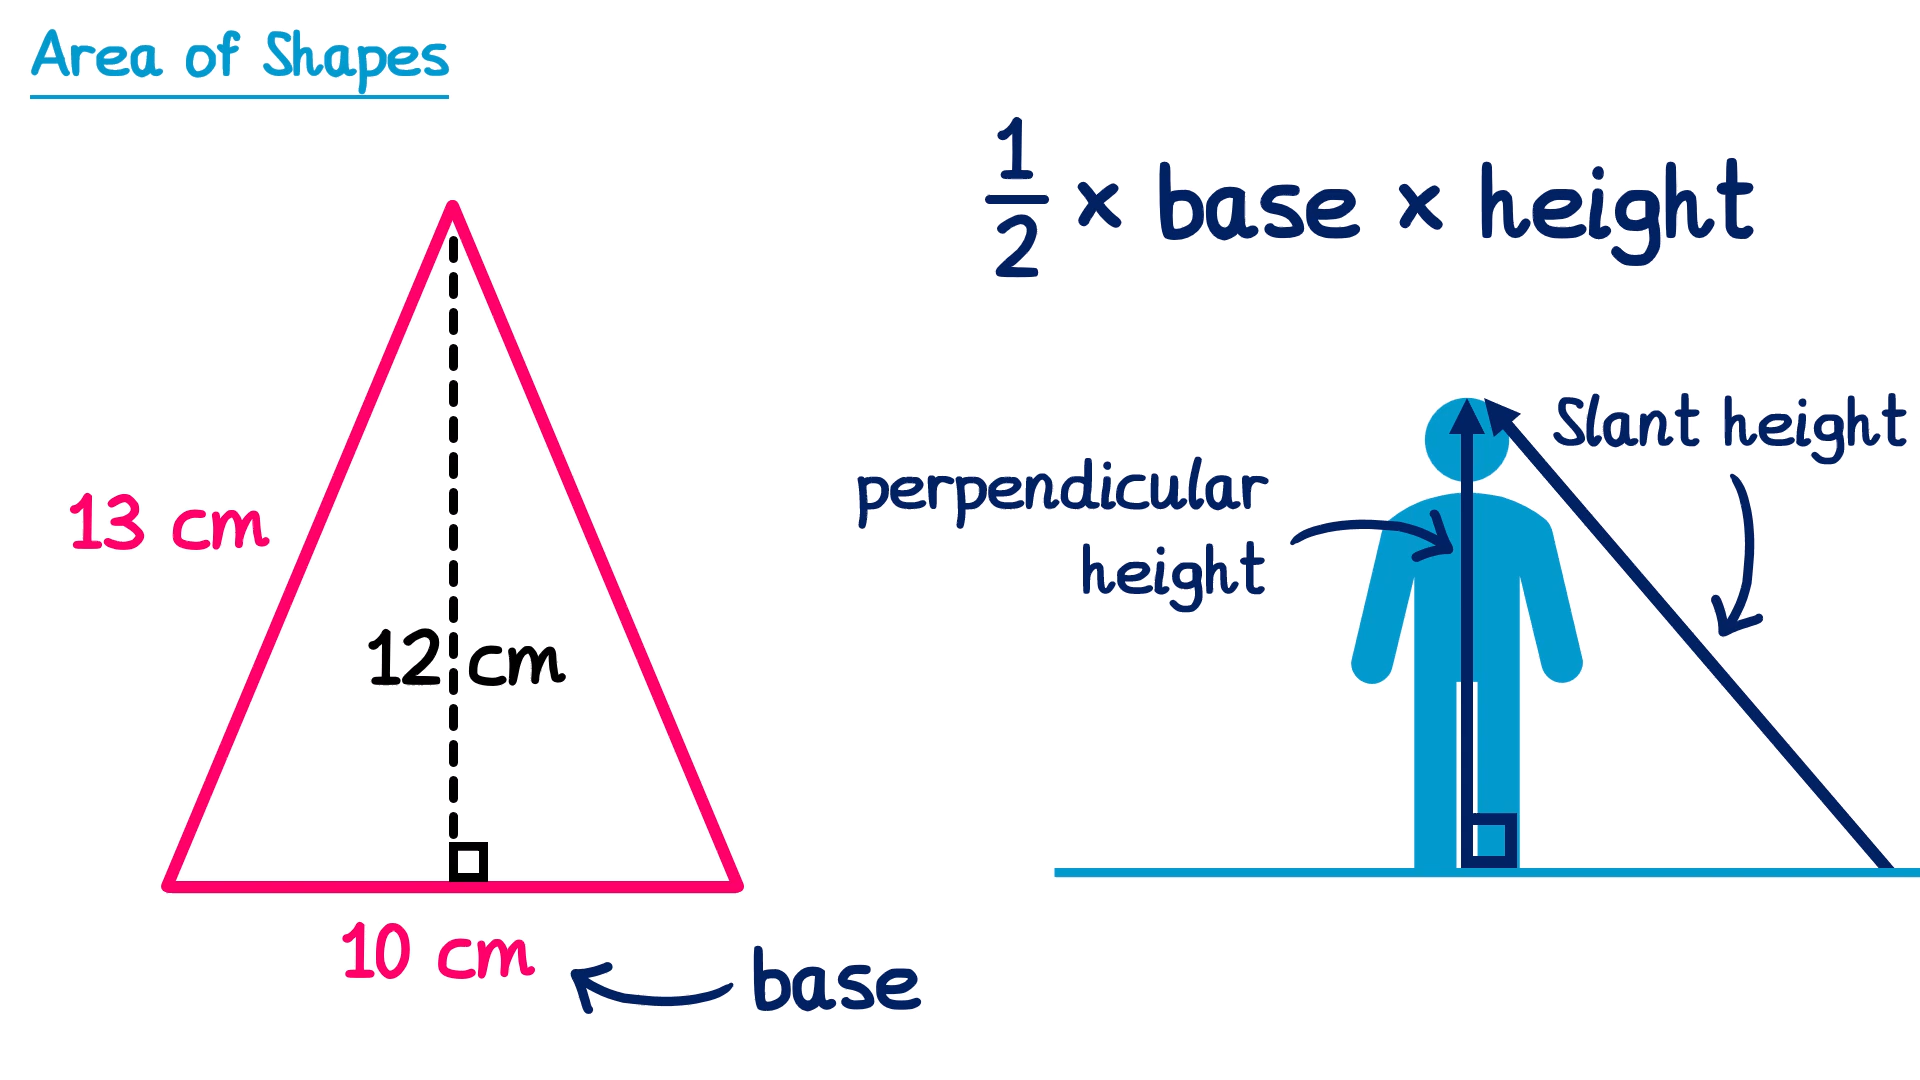 Area of Shapes
1/2 × base × height
Slant height
perpendicular
height
13 cm
12 cm
10 cm
base